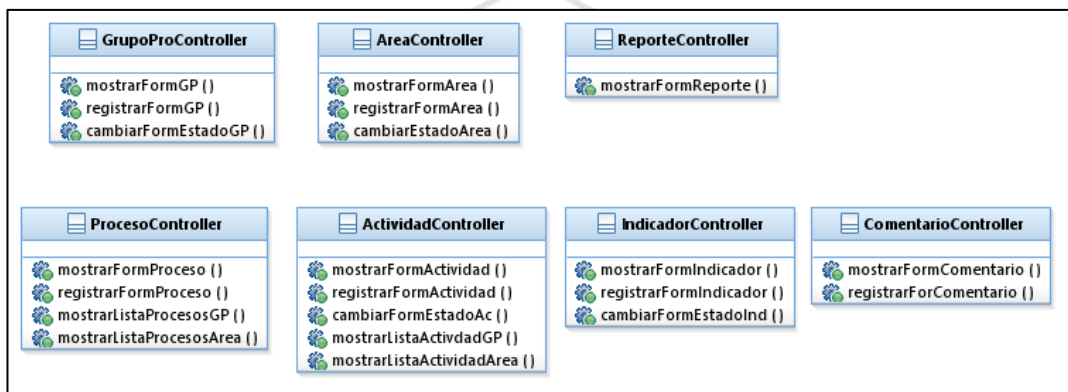 GrupoProController
mostrarFormGP ()
registrarFormGP ()
cambiarFormEstadoGP ()
AreaController
mostrarFormArea ()
registrarFormArea ()
cambiarEstadoArea ()
ReporteController
mostrarFormReporte ()
ProcesoController
mostrarFormProceso ()
registrarFormProceso ()
mostrarListaProcesosGP ()
mostrarListaProcesosArea ()
ActividadController
mostrarFormActividad ()
registrarFormActividad ()
cambiarFormEstadoAc ()
mostrarListaActivdadGP ()
mostrarListaActividadArea ()
IndicadorController
mostrarFormIndicador ()
registrarFormIndicador ()
cambiarFormEstadoInd ()
ComentarioController
mostrarFormComentario ()
registrarForComentario ()